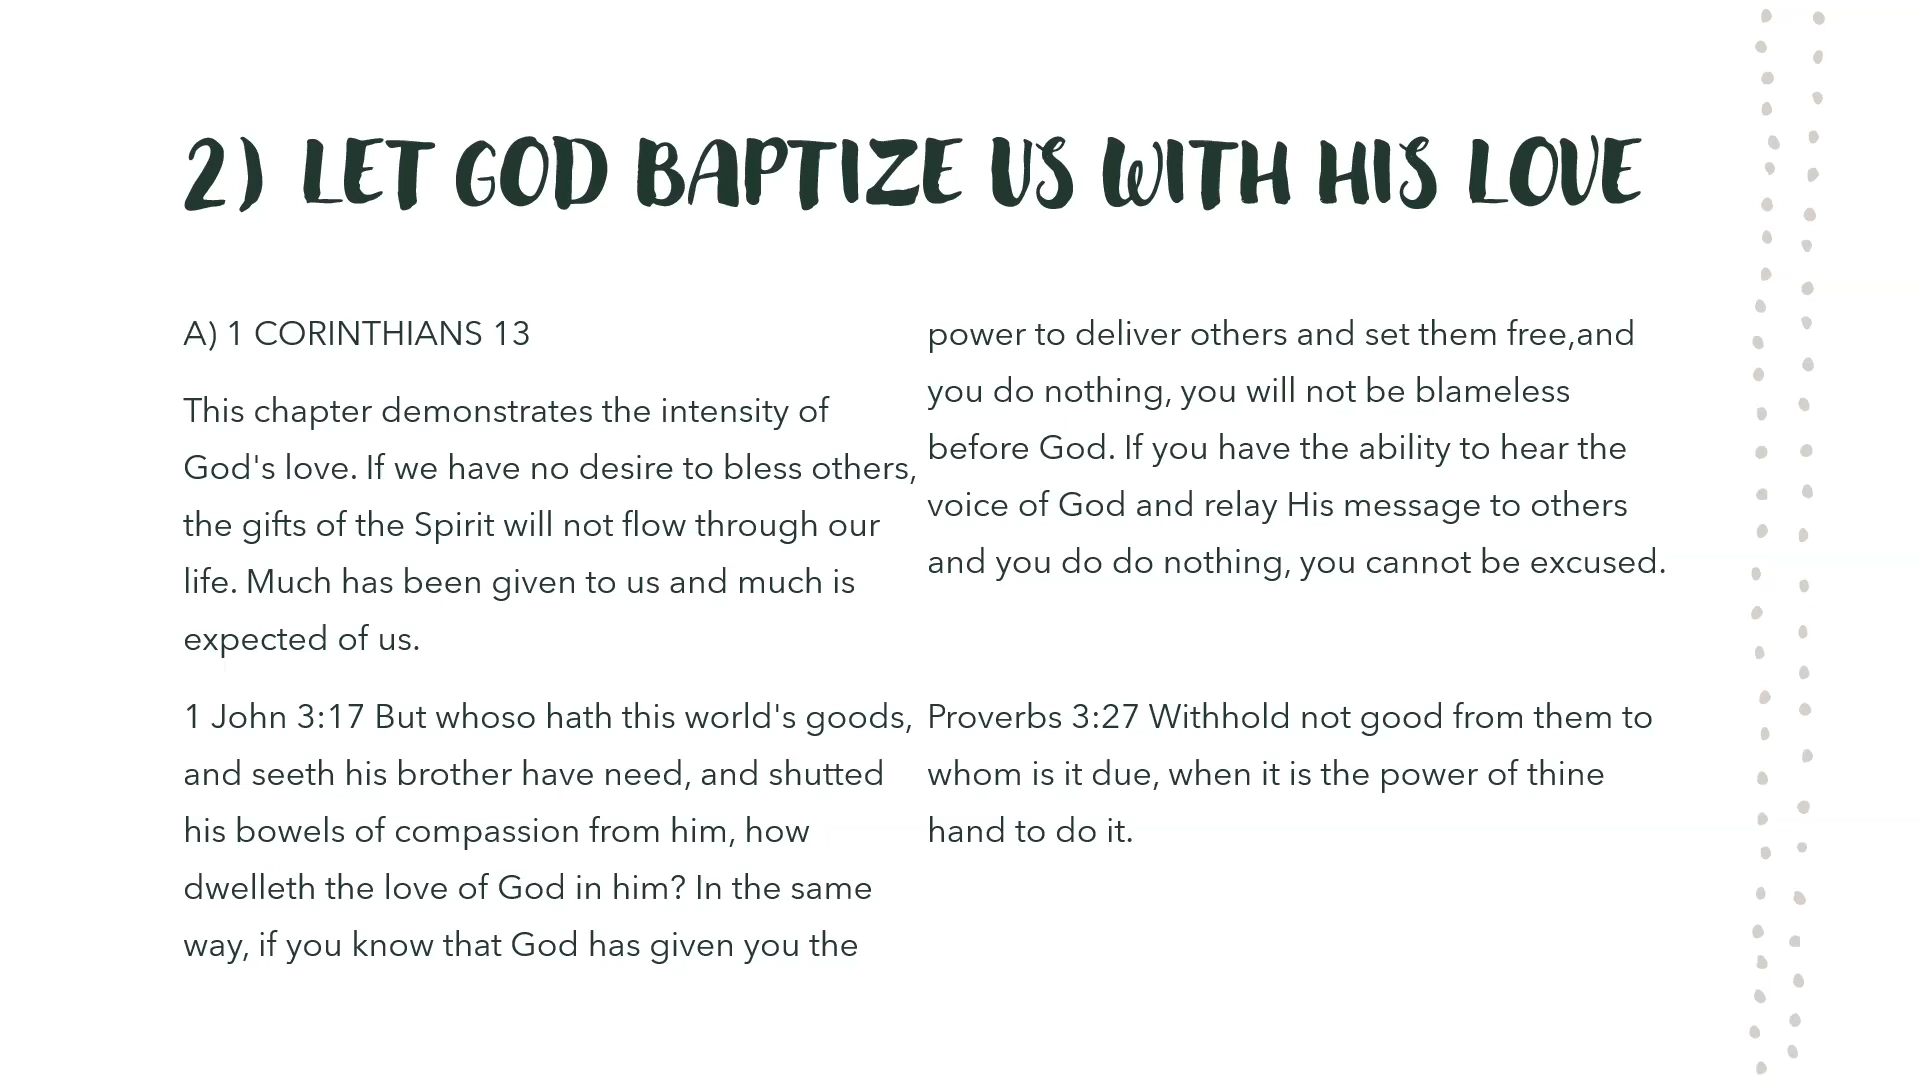 2) LET GOD BAPTIZE US WITH HIS LOVE
A) 1 CORINTHIANS 13
This chapter demonstrates the intensity of
God's love. If we have no desire to bless others,
the gifts of the Spirit will not flow through our
life. Much has been given to us and much is
expected of us.
1 John 3:17 But whoso hath this world's goods,
and seeth his brother have need, and shutted
his bowels of compassion from him, how
dwelleth the love of God in him? In the same
way, if you know that God has given you the
power to deliver others and set them free,and
you do nothing, you will not be blameless
before God. If you have the ability to hear the
voice of God and relay His message to others
and you do do nothing, you cannot be excused.
Proverbs 3:27 Withhold not good from them to
whom is it due, when it is the power of thine
hand to do it.